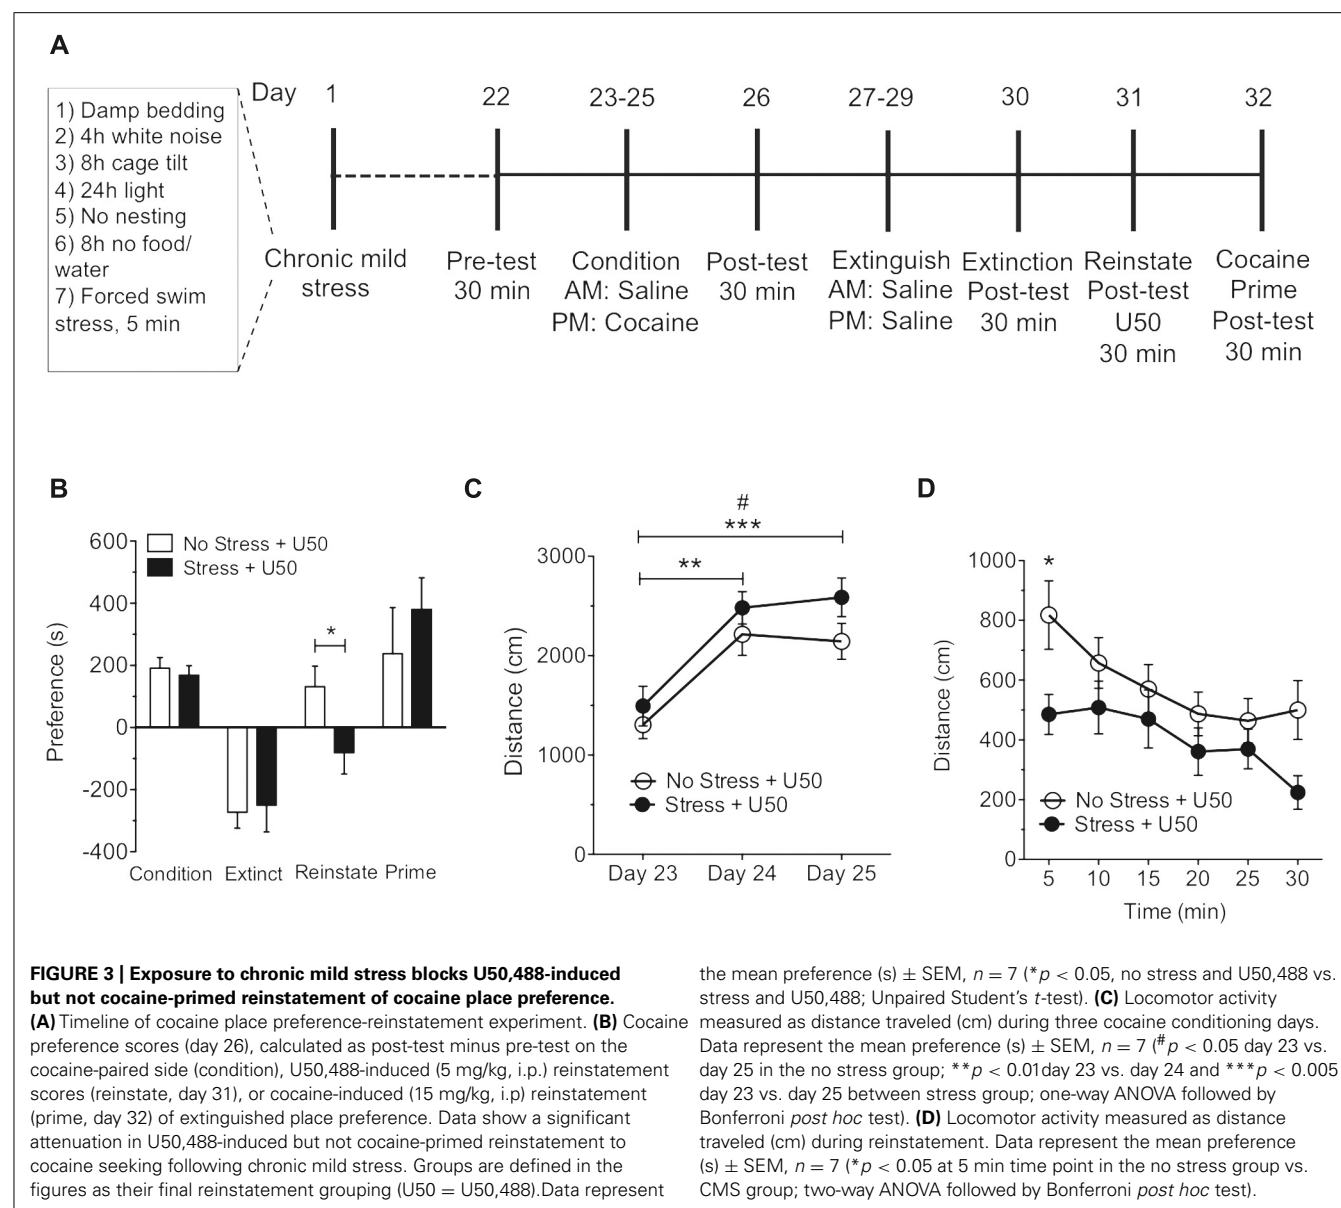 A
Day 1 22 23-25 26 27-29 30 31 32
1) Damp bedding
2) 4h white noise
3) 8h cage tilt
4) 24h light
5) No nesting
6) 8h no food/
water
7) Forced swim
stress, 5 min
Chronic mild
stress
Pre-test
30 min
Condition
AM: Saline
PM: Cocaine
Post-test
30 min
Extinguish
AM: Saline
PM: Saline
Extinction
Post-test
30 min
Reinstate
Post-test
U50
30 min
Cocaine
Prime
Post-test
30 min
B
No Stress + U50
Stress + U50
Preference (s)
600
400
200
0
-200
-400
*
Condition Extinct Reinstate Prime
C
#
***
**
Distance (cm)
3000
2000
1000
0
No Stress + U50
Stress + U50
Day 23 Day 24 Day 25
D
*
Distance (cm)
1000
800
600
400
200
0
No Stress + U50
Stress + U50
5 10 15 20 25 30
Time (min)
FIGURE 3 | Exposure to chronic mild stress blocks U50,488-induced
but not cocaine-primed reinstatement of cocaine place preference.
(A) Timeline of cocaine place preference-reinstatement experiment. (B) Cocaine
preference scores (day 26), calculated as post-test minus pre-test on the
cocaine-paired side (condition), U50,488-induced (5 mg/kg, i.p.) reinstatement
scores (reinstate, day 31), or cocaine-induced (15 mg/kg, i.p) reinstatement
(prime, day 32) of extinguished place preference. Data show a significant
attenuation in U50,488-induced but not cocaine-primed reinstatement to
cocaine seeking following chronic mild stress. Groups are defined in the
figures as their final reinstatement grouping (U50 = U50,488).Data represent
the mean preference (s) ± SEM, n = 7 (*p < 0.05, no stress and U50,488 vs.
stress and U50,488; Unpaired Student's t-test). (C) Locomotor activity
measured as distance traveled (cm) during three cocaine conditioning days.
Data represent the mean preference (s) ± SEM, n = 7 (#p < 0.05 day 23 vs.
day 25 in the no stress group; **p < 0.01day 23 vs. day 24 and ***p < 0.005
day 23 vs. day 25 between stress group; one-way ANOVA followed by
Bonferroni post hoc test). (D) Locomotor activity measured as distance
traveled (cm) during reinstatement. Data represent the mean preference
(s) ± SEM, n = 7 (*p < 0.05 at 5 min time point in the no stress group vs.
CMS group; two-way ANOVA followed by Bonferroni post hoc test).